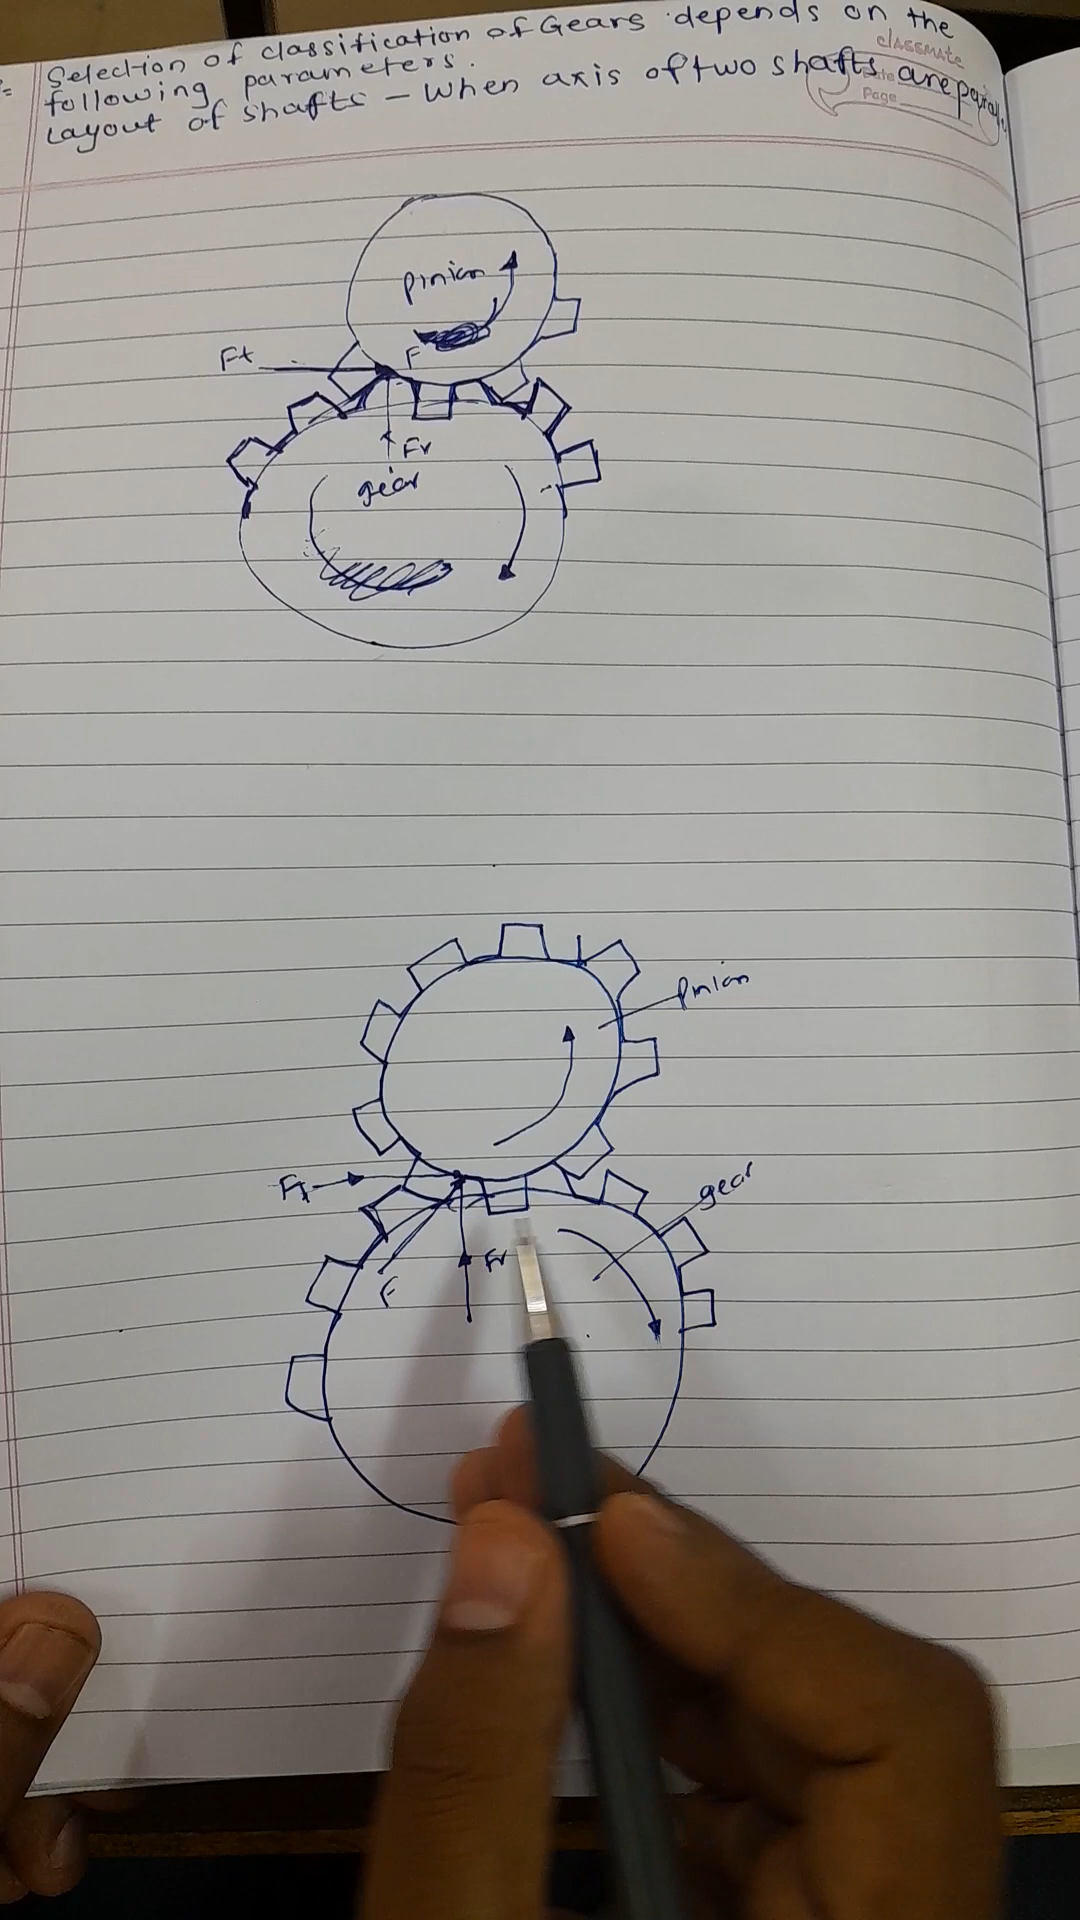 Selection of classification of Gears depends on the
following parameters.
Layout of shafts – When axis of two shafts are
classmate
Date
Page
pinion
Ft
F
Fr
gear
pinion
Ft
gear
Fr
F